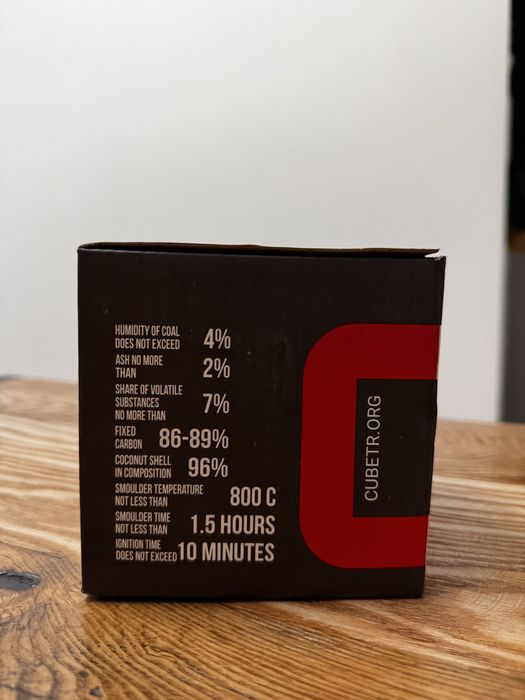 HUMIDITY OF COAL
DOES NOT EXCEED 4%
ASH NO MORE
THAN 2%
SHARE OF VOLATILE
SUBSTANCES
NO MORE THAN 7%
FIXED
CARBON 86-89%
COCONUT SHELL
IN COMPOSITION 96%
SMOULDER TEMPERATURE
NOT LESS THAN 800 C
SMOULDER TIME
NOT LESS THAN 1.5 HOURS
IGNITION TIME
DOES NOT EXCEED 10 MINUTES
CUBETR.ORG